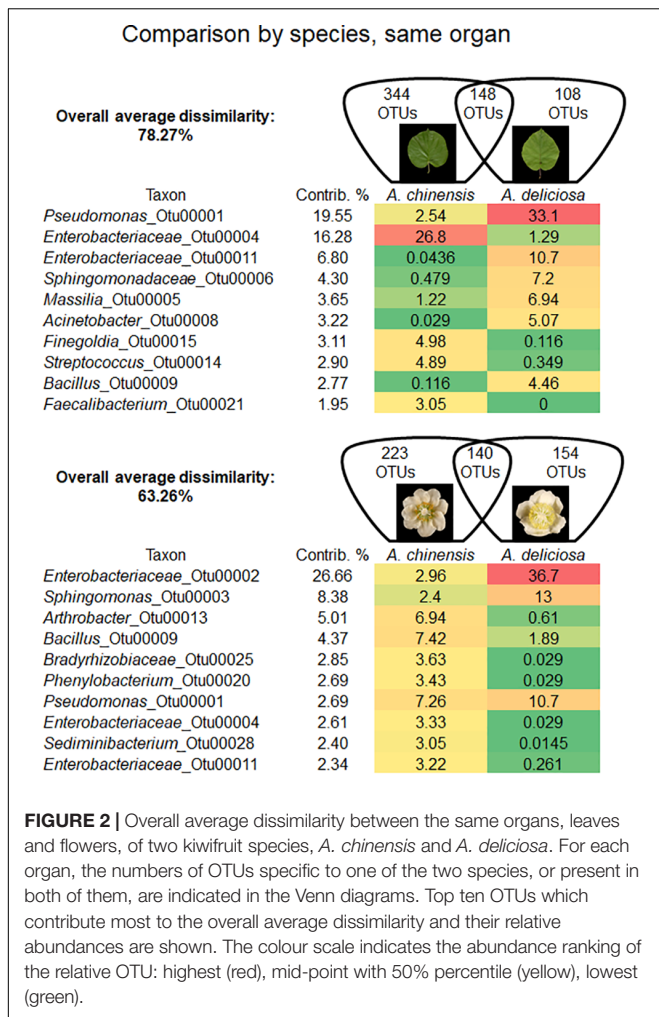 Comparison by species, same organ
Overall average dissimilarity:
78.27%
344 OTUs
148 OTUs
108 OTUs
Taxon Contrib. % A. chinensis A. deliciosa
Pseudomonas_Otu00001 19.55 2.54 33.1
Enterobacteriaceae_Otu00004 16.28 26.8 1.29
Enterobacteriaceae_Otu00011 6.80 0.0436 10.7
Sphingomonadaceae_Otu00006 4.30 0.479 7.2
Massilia_Otu00005 3.65 1.22 6.94
Acinetobacter_Otu00008 3.22 0.029 5.07
Finegoldia_Otu00015 3.11 4.98 0.116
Streptococcus_Otu00014 2.90 4.89 0.349
Bacillus_Otu00009 2.77 0.116 4.46
Faecalibacterium_Otu00021 1.95 3.05 0
Overall average dissimilarity:
63.26%
223 OTUs
140 OTUs
154 OTUs
Taxon Contrib. % A. chinensis A. deliciosa
Enterobacteriaceae_Otu00002 26.66 2.96 36.7
Sphingomonas_Otu00003 8.38 2.4 13
Arthrobacter_Otu00013 5.01 6.94 0.61
Bacillus_Otu00009 4.37 7.42 1.89
Bradyrhizobiaceae_Otu00025 2.85 3.63 0.029
Phenylobacterium_Otu00020 2.69 3.43 0.029
Pseudomonas_Otu00001 2.69 7.26 10.7
Enterobacteriaceae_Otu00004 2.61 3.33 0.029
Sediminibacterium_Otu00028 2.40 3.05 0.0145
Enterobacteriaceae_Otu00011 2.34 3.22 0.261
FIGURE 2 | Overall average dissimilarity between the same organs, leaves
and flowers, of two kiwifruit species, A. chinensis and A. deliciosa. For each
organ, the numbers of OTUs specific to one of the two species, or present in
both of them, are indicated in the Venn diagrams. Top ten OTUs which
contribute most to the overall average dissimilarity and their relative
abundances are shown. The colour scale indicates the abundance ranking of
the relative OTU: highest (red), mid-point with 50% percentile (yellow), lowest
(green).